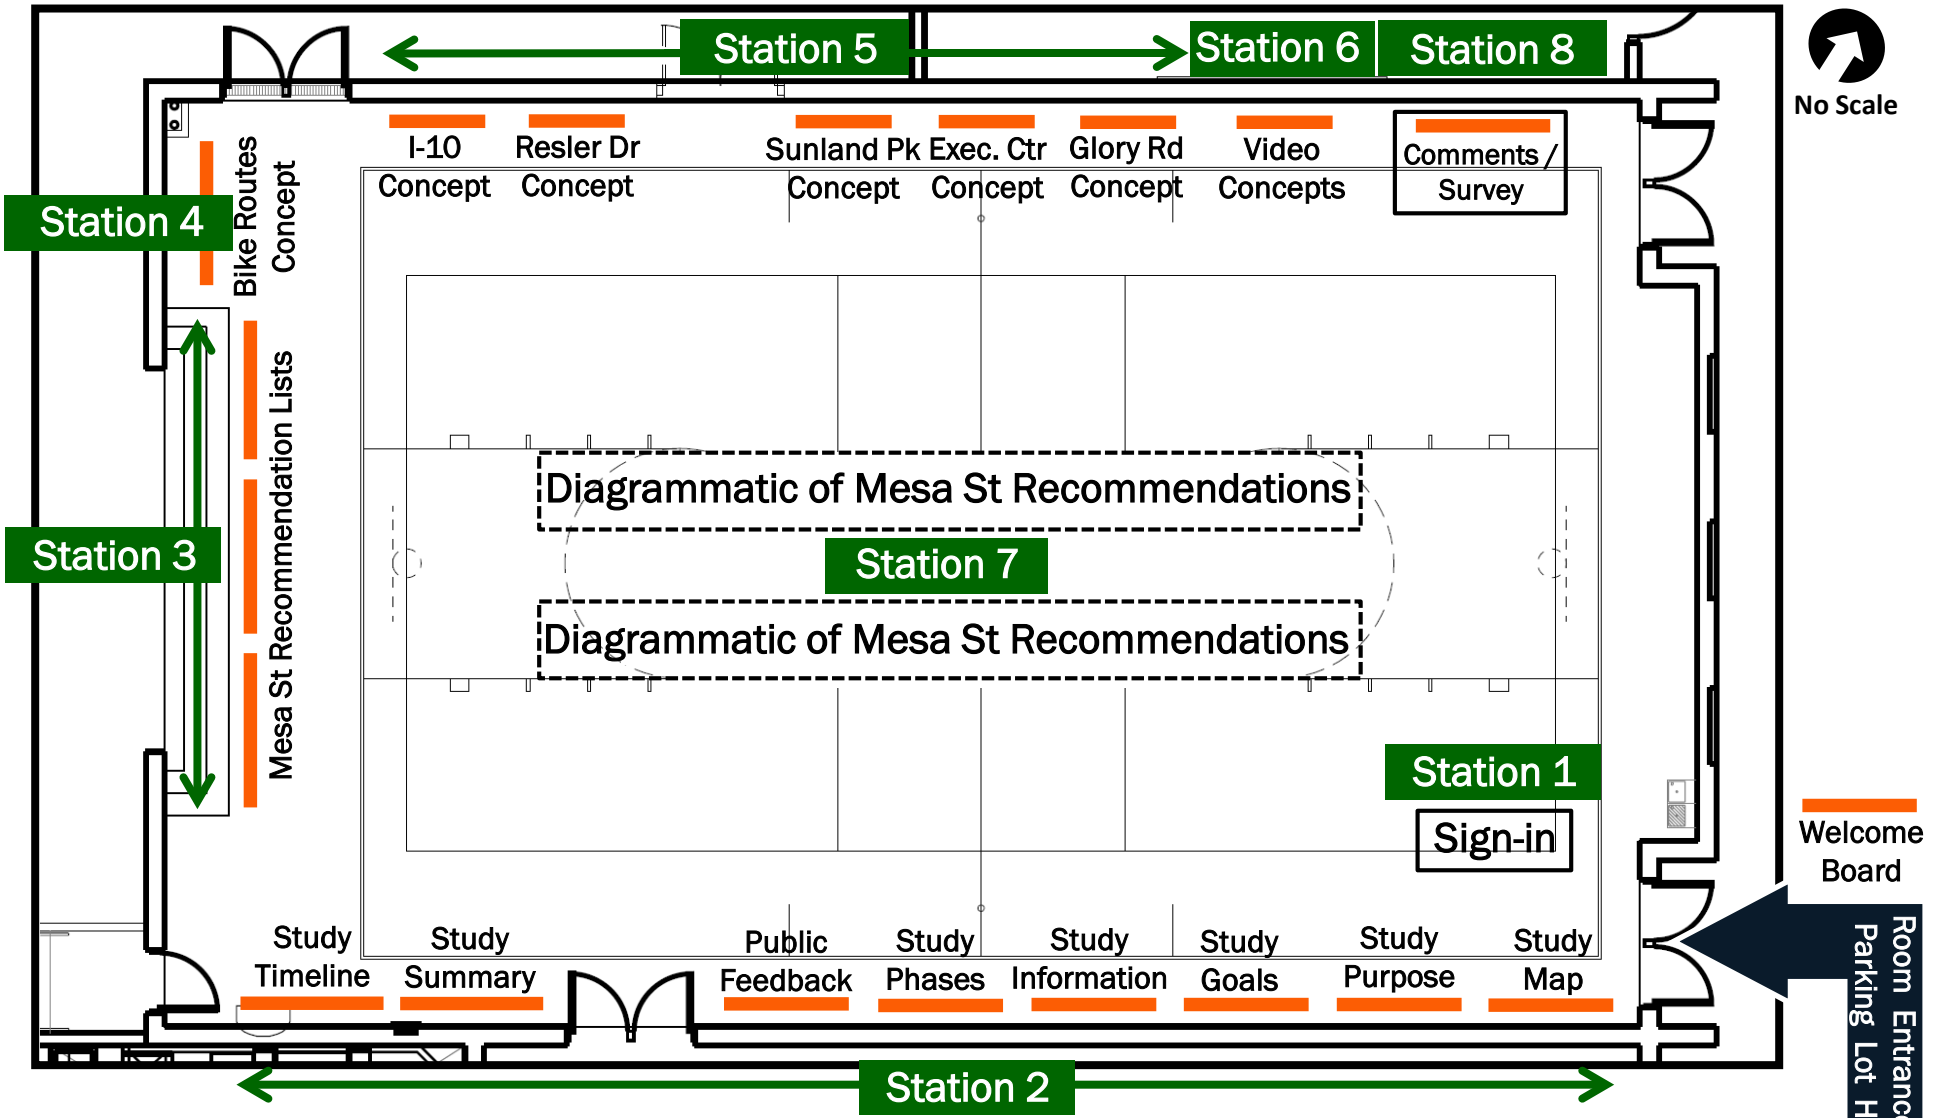 Station 5
Station 6
Station 8
No Scale
I-10
Concept
Resler Dr
Concept
Sunland Pk
Concept
Exec. Ctr
Concept
Glory Rd
Concept
Video
Concepts
Comments /
Survey
Station 4
Bike Routes
Concept
Station 3
Mesa St Recommendation Lists
Diagrammatic of Mesa St Recommendations
Station 7
Diagrammatic of Mesa St Recommendations
Station 1
Sign-in
Welcome
Board
Room Entranc
Parking Lot H
Study
Timeline
Study
Summary
Public
Feedback
Study
Phases
Study
Information
Study
Goals
Study
Purpose
Study
Map
Station 2